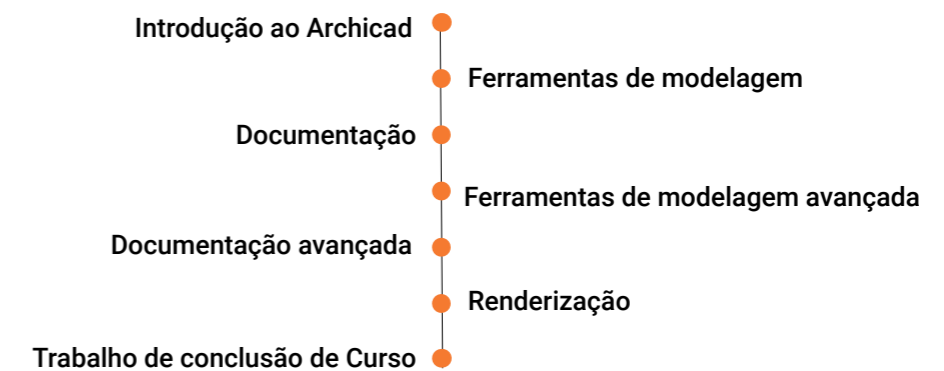 Introdução ao Archicad
Ferramentas de modelagem
Documentação
Ferramentas de modelagem avançada
Documentação avançada
Renderização
Trabalho de conclusão de Curso